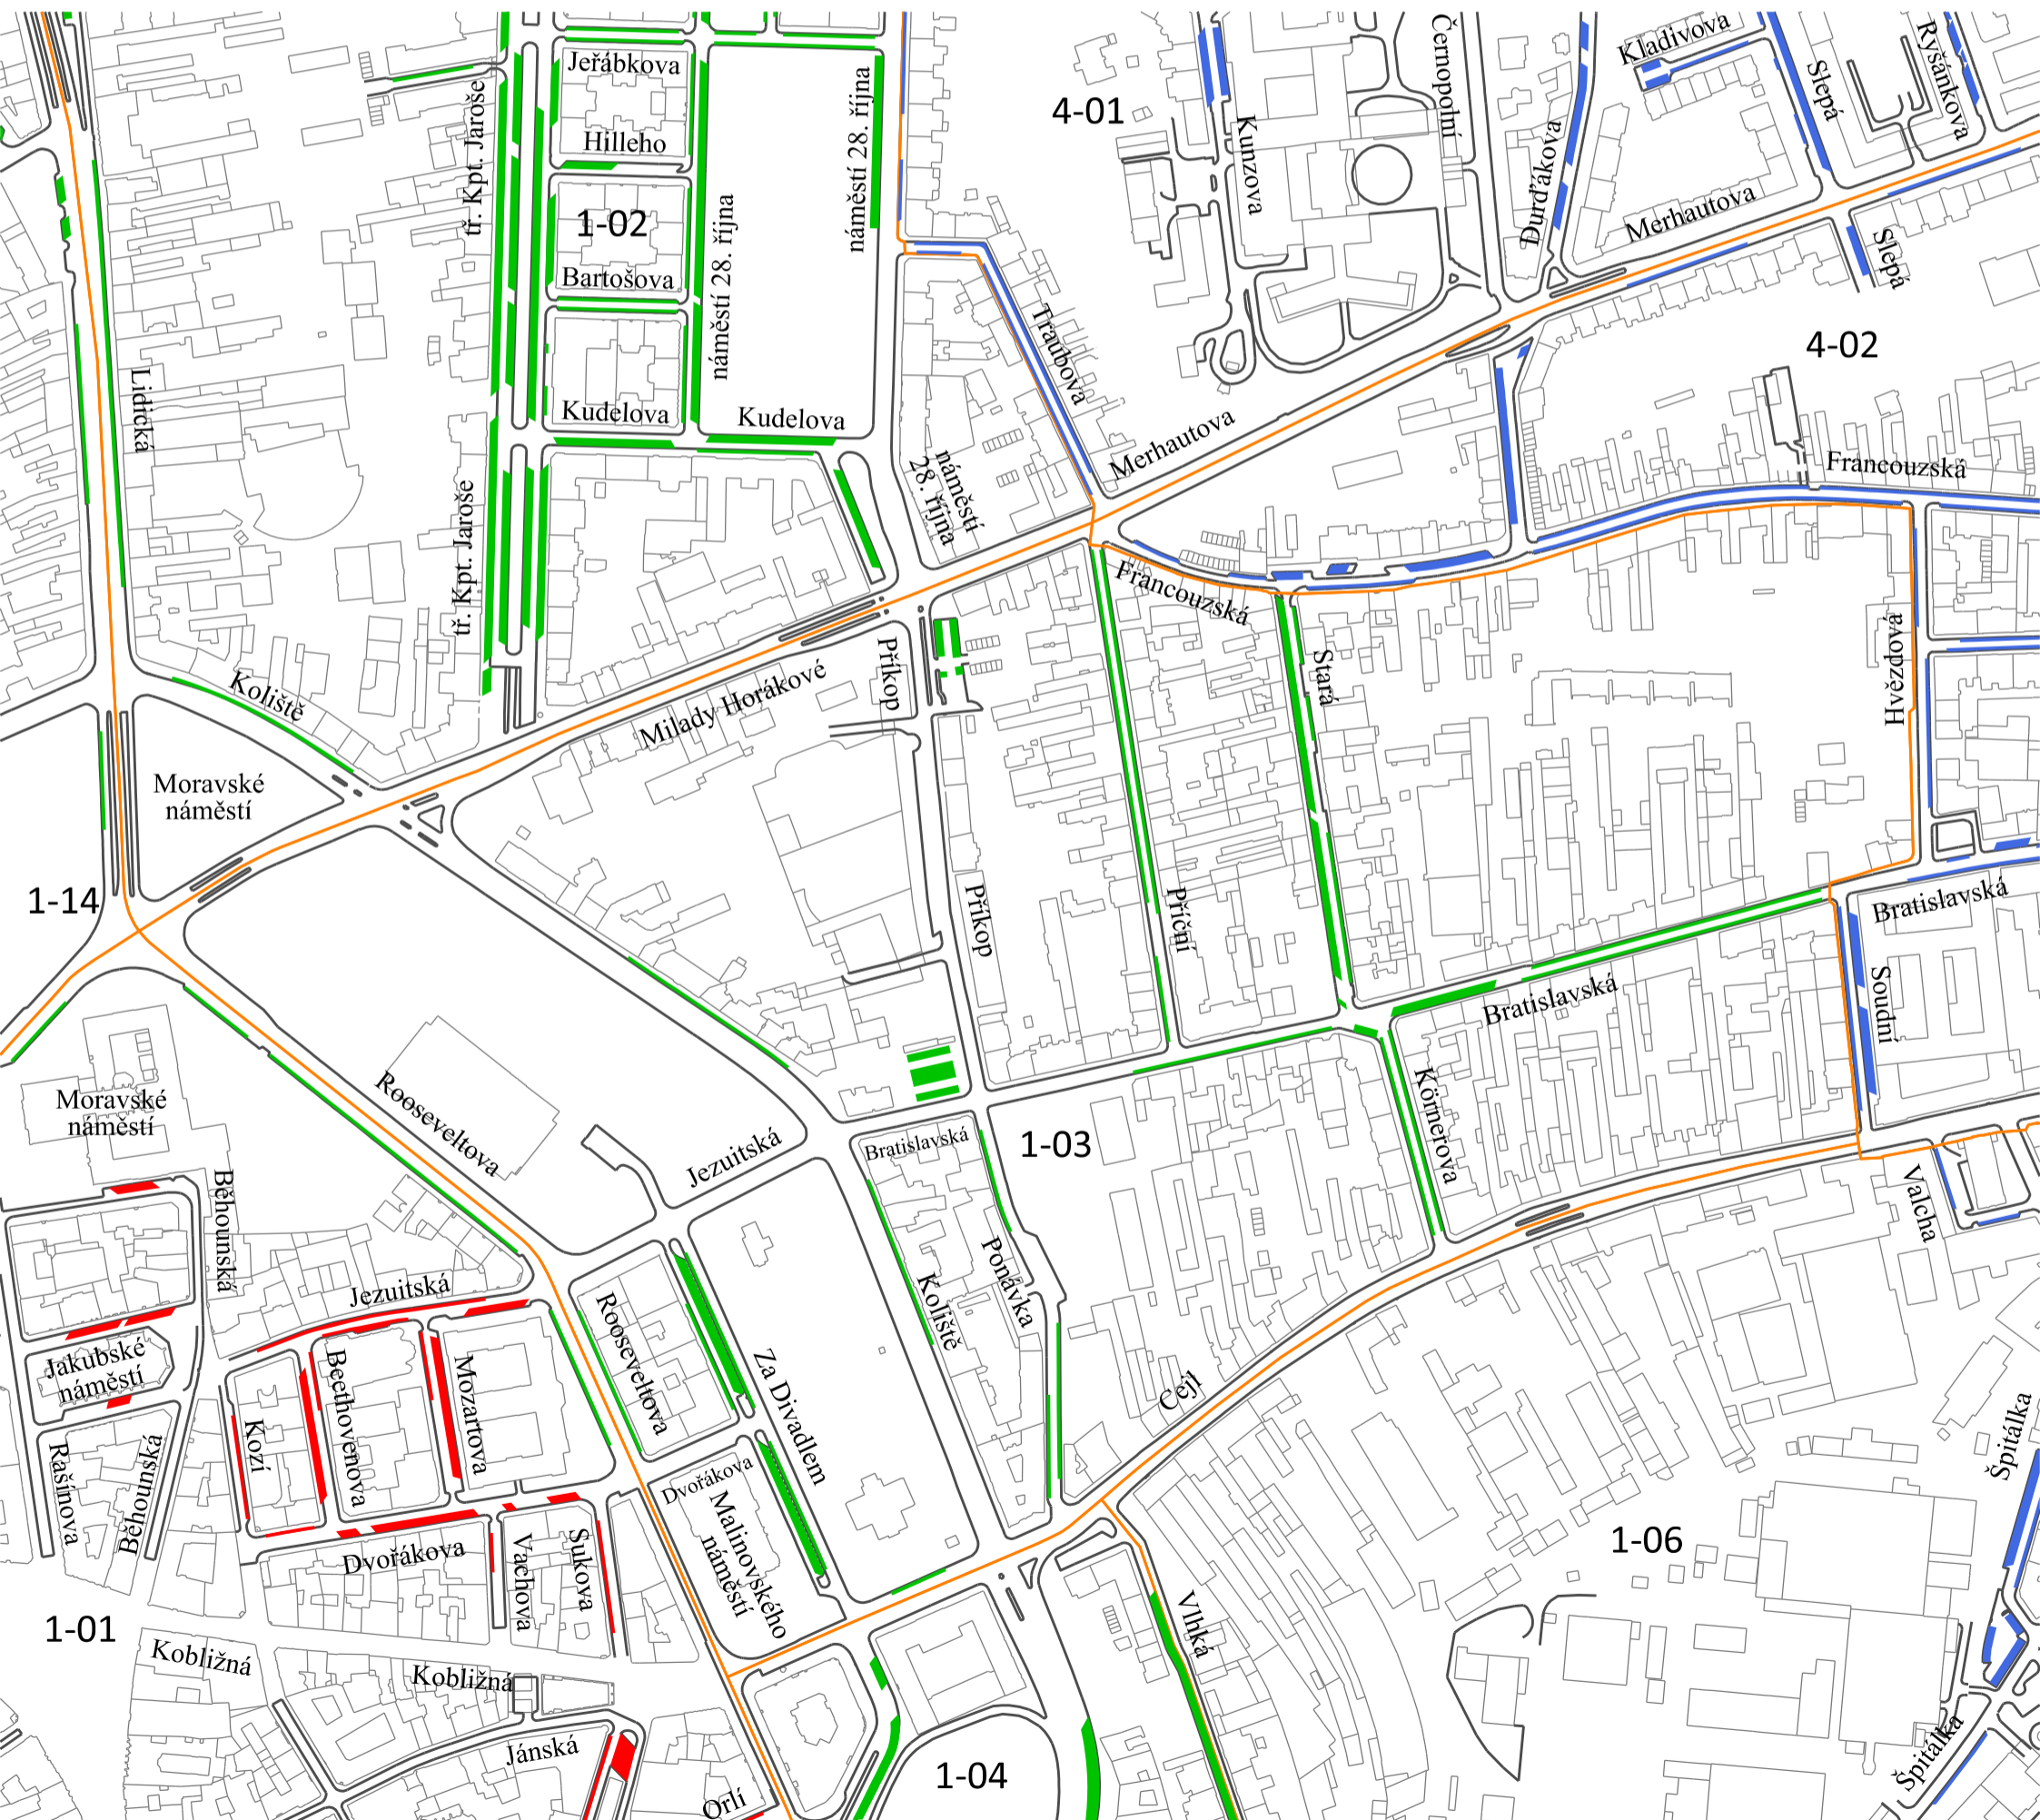 Jeřábkova
Hilleho
1-02
Bartošova
Kudelova
Kudelova
tř. Kpt. Jaroše
tř. Kpt. Jaroše
náměstí 28. října
náměstí 28. října
náměstí
28. října
4-01
Kunzova
Černopolní
Durďákova
Kladivova
Slepá
Ryšánkova
Merhautova
Slepá
4-02
Traubova
Merhautova
Francouzská
Francouzská
Lidická
Koliště
Milady Horákové
Příkop
Stará
Hvězdová
Moravské
náměstí
1-14
Příkop
Příční
Bratislavská
Bratislavská
Soudní
Moravské
náměstí
Rooseveltova
Jezuitská
Bratislavská
1-03
Körnerova
Valcha
Běhounská
Jezuitská
Rooseveltova
Koliště
Ponávka
Za Divadlem
Jakubské
náměstí
Beethovenova
Mozartova
Kozí
Rašínova
Běhounská
Dvořákova
Dvořákova
Malinovského
náměstí
Cejl
Špitálka
1-06
Vachova
Sukova
Vlhká
1-01
Kobližná
Kobližná
Jánská
Orlí
1-04
Špitálka